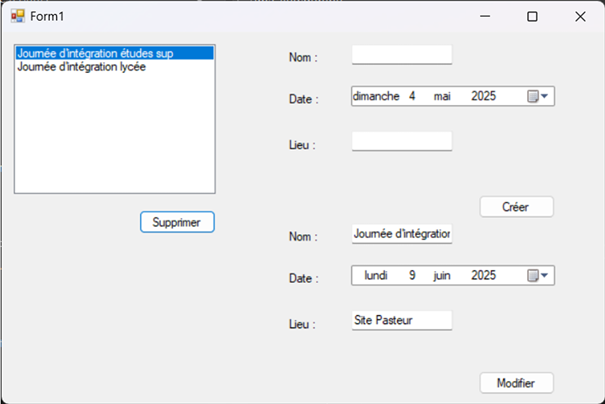 Form1
Journée d'intégration études sup
Journée d'intégration lycée
Supprimer
Nom :
Date : dimanche 4 mai 2025
Lieu :
Créer
Nom : Journée d'intégration
Date : lundi 9 juin 2025
Lieu : Site Pasteur
Modifier